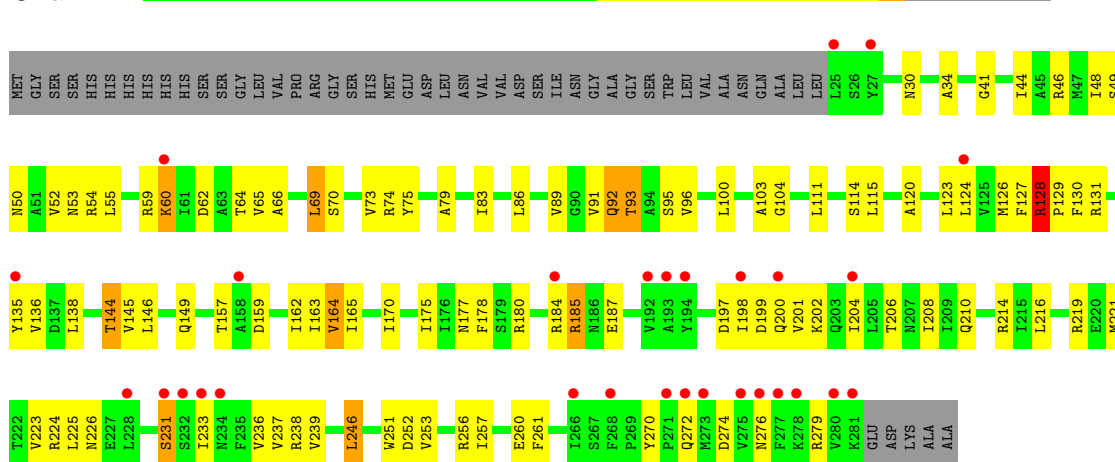 MET GLY SER SER HIS HIS HIS HIS HIS HIS SER SER GLY LEU VAL PRO ARG GLY SER HIS MET GLU ASP LEU ASN VAL VAL ASP SER ILE ASN GLY ALA GLY SER TRP LEU VAL ALA ASN GLN ALA LEU LEU L25 S26 Y27 N30 A34 G41 I44 A45 R46 M47 I48 S49
N50 A51 V52 N53 R54 L55 R59 K60 I61 D62 A63 T64 V65 A66 L69 S70 V73 R74 Y75 A79 I83 L86 V89 G90 V91 Q92 T93 A94 S95 V96 L100 A103 G104 L111 S114 L115 A120 L123 L124 V125 M126 F127 R128 P129 F130 R131
Y135 V136 D137 L138 T144 V145 L146 Q149 T157 A158 D159 I162 I163 V164 I165 I170 I175 I176 N177 F178 S179 R180 R184 R185 N186 E187 V192 A193 Y194 D197 I198 D199 Q200 V201 K202 Q203 I204 L205 T206 N207 I208 I209 Q210 R214 I215 L216 R219 E220 M221
T222 V223 R224 L225 N226 E227 L228 S231 S232 I233 N234 F235 V236 V237 R238 V239 L246 W251 D252 V253 R256 I257 E260 F261 I266 S267 F268 P269 Y270 P271 Q272 M273 D274 V275 N276 F277 K278 R279 V280 K281 GLU ASP LYS ALA ALA